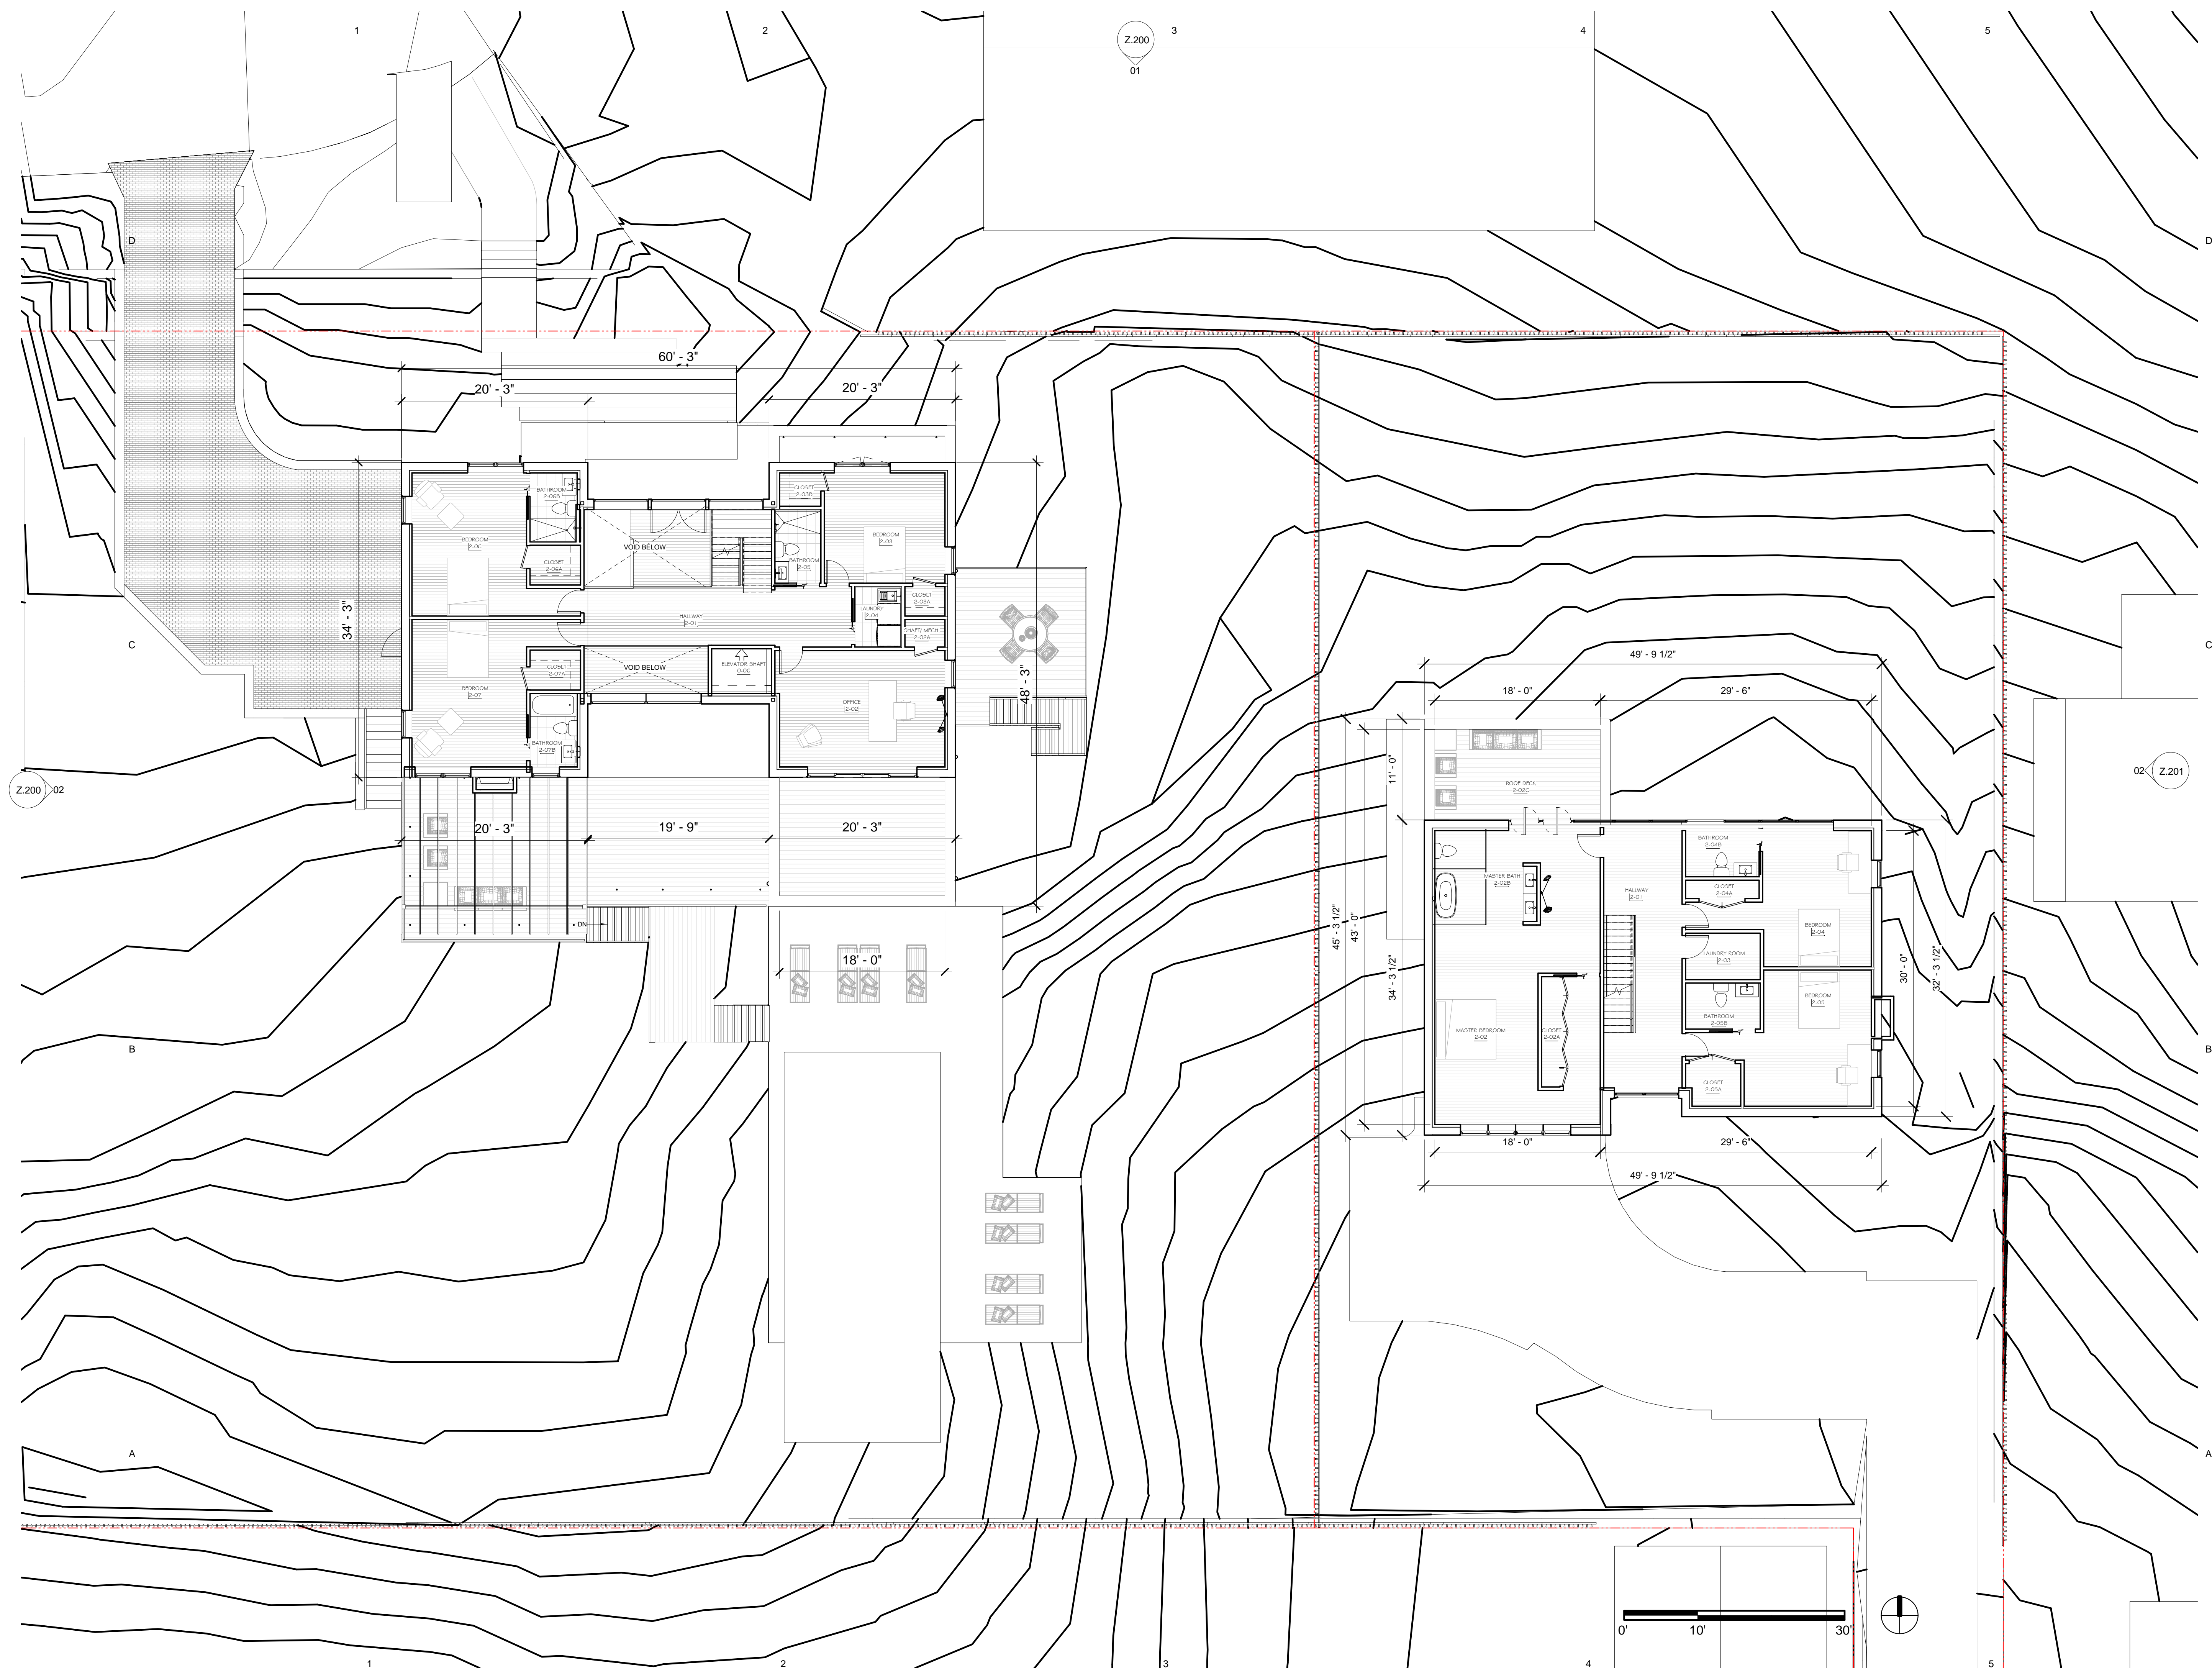 1
2
3
4
5
Z.200
01
D
D
60' - 3"
20' - 3"
20' - 3"
BATHROOM
2-06B
CLOSET
2-03B
BEDROOM
2-06
VOID BELOW
BEDROOM
2-03
CLOSET
2-06A
BATHROOM
2-05
CLOSET
2-03A
34' - 3"
HALLWAY
2-01
LAUNDRY
2-04
SHAFT/ MECH
2-02A
C
C
CLOSET
2-07A
VOID BELOW
ELEVATOR SHAFT
0-06
BEDROOM
2-07
OFFICE
2-02
48' - 3"
BATHROOM
2-07B
49' - 9 1/2"
18' - 0"
29' - 6"
11' - 0"
ROOF DECK
2-02C
Z.200
02
02
Z.201
20' - 3"
19' - 9"
20' - 3"
DN
18' - 0"
BATHROOM
2-04B
MASTER BATH
2-02B
HALLWAY
2-01
CLOSET
2-04A
45' - 3 1/2"
43' - 0"
34' - 3 1/2"
BEDROOM
2-04
LAUNDRY ROOM
2-03
30' - 0"
32' - 3 1/2"
BEDROOM
2-05
BATHROOM
2-05B
MASTER BEDROOM
2-02
CLOSET
2-02A
B
B
CLOSET
2-05A
18' - 0"
29' - 6"
49' - 9 1/2"
A
A
0'
10'
30'
1
2
3
4
5